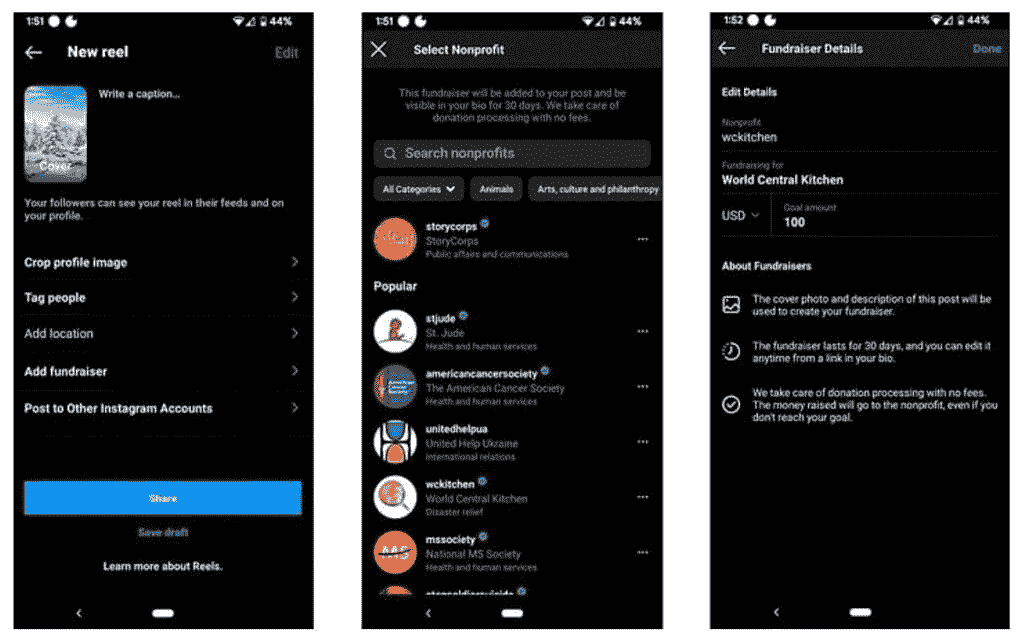 1:51 44%
New reel Edit
Write a caption...
Cover
Your followers can see your reel in their feeds and on
your profile.
Crop profile image
Tag people
Add location
Add fundraiser
Post to Other Instagram Accounts
Share
Save draft
Learn more about Reels.
1:51 44%
Select Nonprofit
This fundraiser will be added to your post and be
visible in your bio for 30 days. We take care of
donation processing with no fees.
Search nonprofits
All Categories Animals Arts, culture and philanthropy
storycorps
StoryCorps
Public affairs and communications
Popular
stjude
St. Jude
Health and human services
americancancersociety
The American Cancer Society
Health and human services
unitedhelpua
United Help Ukraine
International relations
wckitchen
World Central Kitchen
Disaster relief
MS
mssociety
National MS Society
Health and human services
1:52 44%
Fundraiser Details Done
Edit Details
Nonprofit
wckitchen
Fundraising for
World Central Kitchen
USD Goal amount
100
About Fundraisers
The cover photo and description of this post will be
used to create your fundraiser.
The fundraiser lasts for 30 days, and you can edit it
anytime from a link in your bio.
We take care of donation processing with no fees.
The money raised will go to the nonprofit, even if you
don't reach your goal.